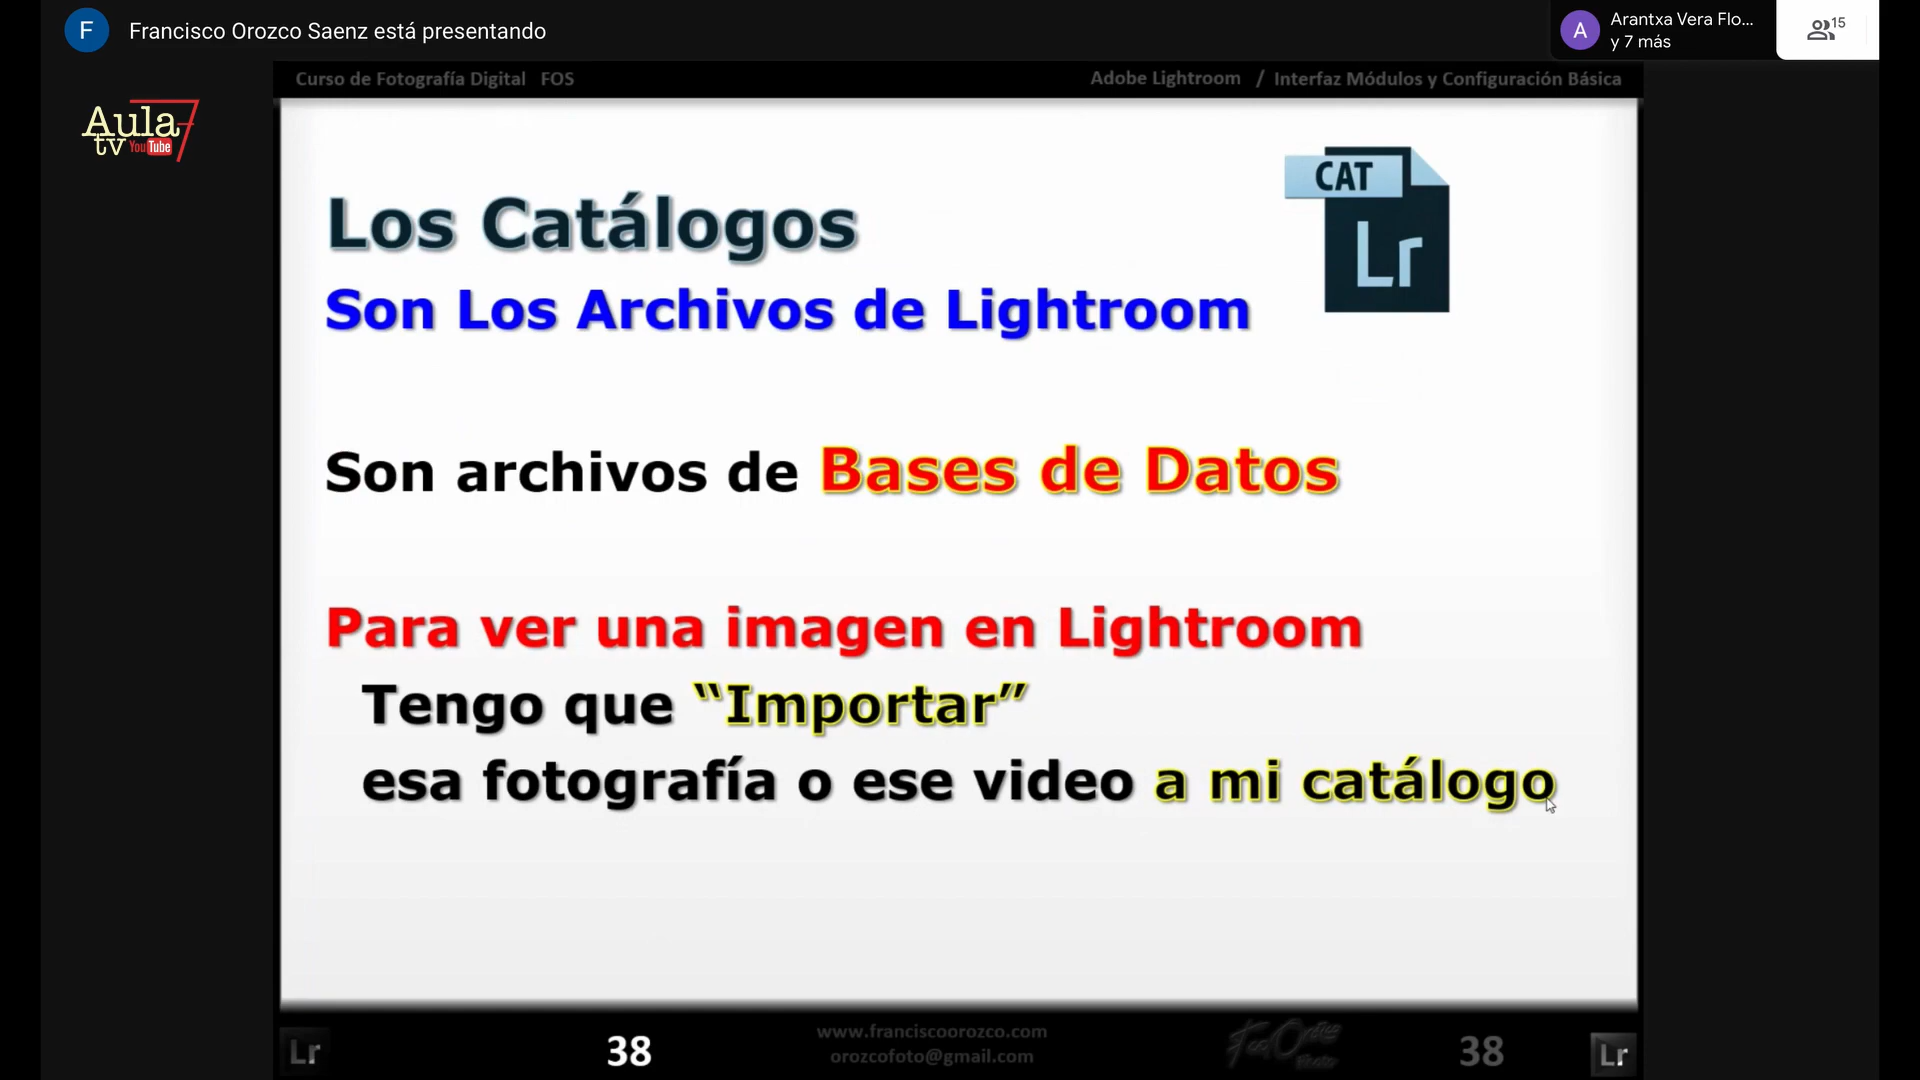 F Francisco Orozco Saenz está presentando
A Arantxa Vera Flo...
y 7 más
15
Curso de Fotografía Digital FOS
Adobe Lightroom / Interfaz Módulos y Configuración Básica
Aula 7
tv YouTube
CAT
Lr
Los Catálogos
Son Los Archivos de Lightroom
Son archivos de Bases de Datos
Para ver una imagen en Lightroom
Tengo que “Importar”
esa fotografía o ese video a mi catálogo
Lr
38
www.franciscoorozco.com
orozcofoto@gmail.com
38
Lr